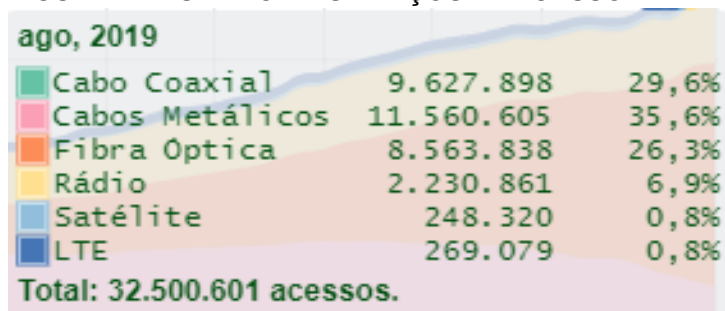 ago, 2019
Cabo Coaxial 9.627.898 29,6%
Cabos Metálicos 11.560.605 35,6%
Fibra Óptica 8.563.838 26,3%
Rádio 2.230.861 6,9%
Satélite 248.320 0,8%
LTE 269.079 0,8%
Total: 32.500.601 acessos.